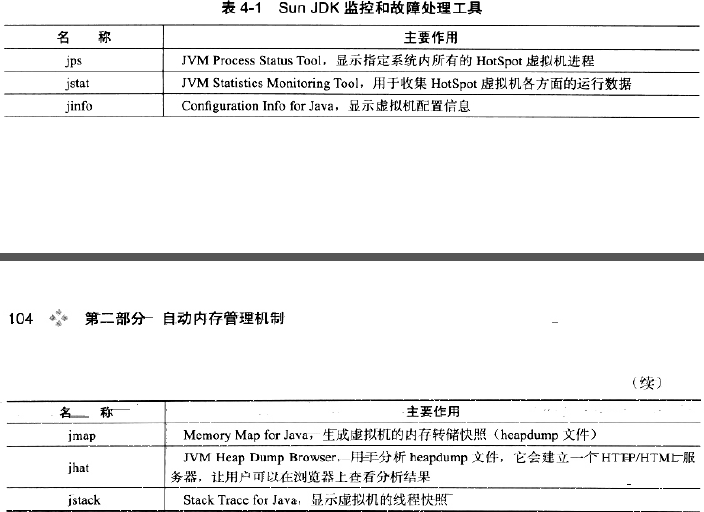 表 4-1 Sun JDK 监控和故障处理工具
名 称 主要作用
jps JVM Process Status Tool，显示指定系统内所有的 HotSpot 虚拟机进程
jstat JVM Statistics Monitoring Tool，用于收集 HotSpot 虚拟机各方面的运行数据
jinfo Configuration Info for Java，显示虚拟机配置信息
104 第二部分 自动内存管理机制
（续）
名 称 主要作用
jmap Memory Map for Java，生成虚拟机的内存转储快照（heapdump 文件）
jhat JVM Heap Dump Browser，用于分析 heapdump 文件，它会建立一个 HTTP/HTML 服
务器，让用户可以在浏览器上查看分析结果
jstack Stack Trace for Java，显示虚拟机的线程快照